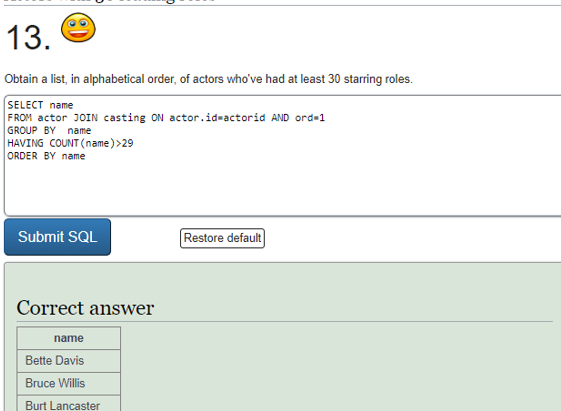 13.
Obtain a list, in alphabetical order, of actors who've had at least 30 starring roles.
SELECT name
FROM actor JOIN casting ON actor.id=actorid AND ord=1
GROUP BY  name
HAVING COUNT(name)>29
ORDER BY name
Submit SQL
Restore default
Correct answer
name
Bette Davis
Bruce Willis
Burt Lancaster